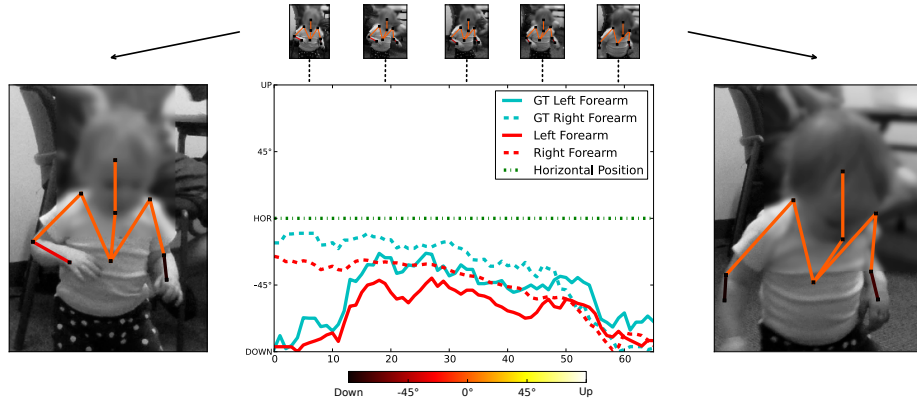 UP
45°
HOR
-45°
DOWN
GT Left Forearm
GT Right Forearm
Left Forearm
Right Forearm
Horizontal Position
0 10 20 30 40 50 60
Down -45° 0° 45° Up